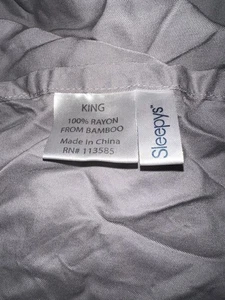 KING
100% RAYON
FROM BAMBOO
Made In China
RN# 113585
Sleepy's